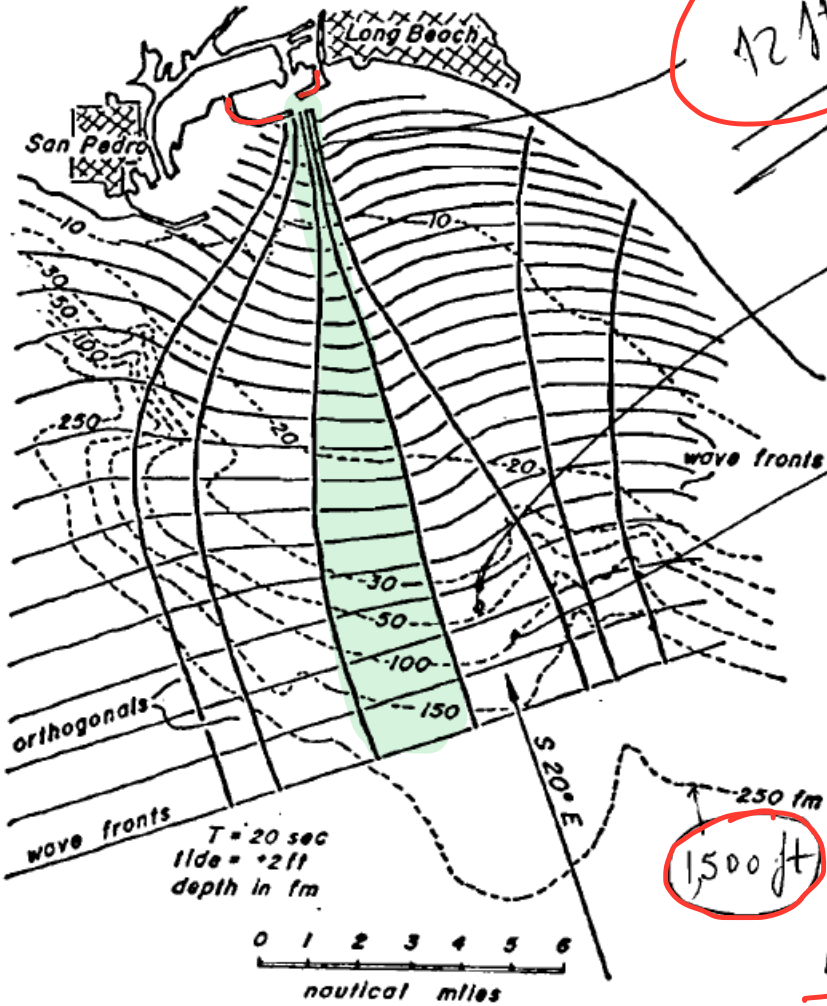 Long Beach
12 ft
San Pedro
10
10
30
50
100
250
20
20
wave fronts
30
50
100
150
orthogonals
S 20° E
wave fronts
250 fm
T = 20 sec
tide = +2 ft
depth in fm
1,500 ft
0 1 2 3 4 5 6
nautical miles